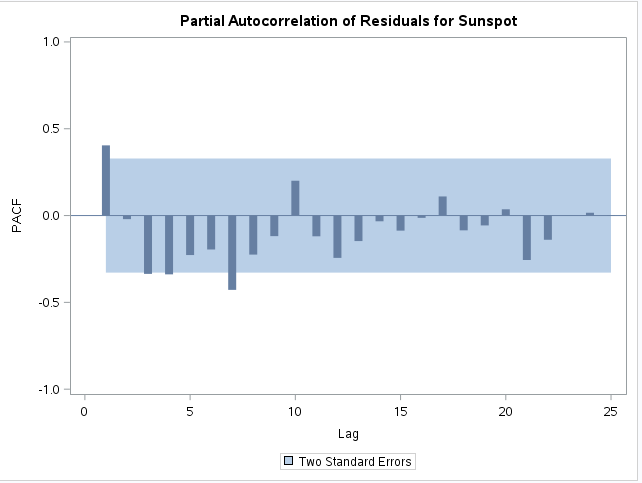 Partial Autocorrelation of Residuals for Sunspot
1.0
0.5
0.0
-0.5
-1.0
PACF
0 5 10 15 20 25
Lag
Two Standard Errors